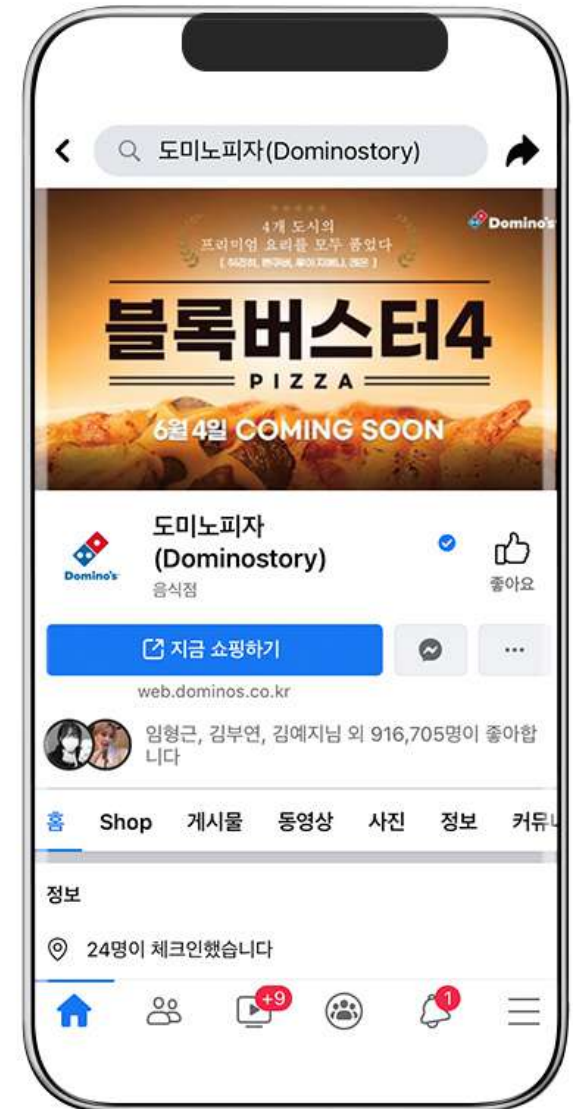 도미노피자(Dominostory)
4개 도시의
프리미엄 요리를 모두 품었다
Domino's
블록버스터4
PIZZA
6월 4일 COMING SOON
도미노피자
(Dominostory)
Domino's
음식점
좋아요
지금 쇼핑하기
web.dominos.co.kr
임형근, 김부연, 김예지님 외 916,705명이 좋아합
니다
홈 Shop 게시물 동영상 사진 정보 커뮤니
정보
24명이 체크인했습니다
+9
1